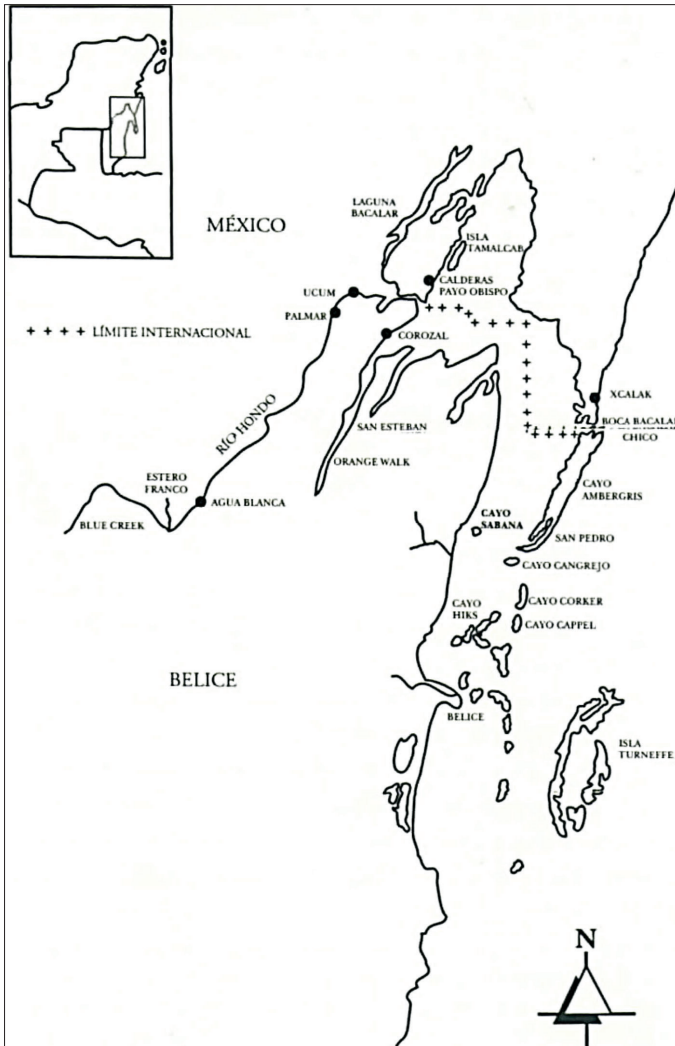 MÉXICO
LAGUNA
BACALAR
ISLA
TAMALCAB
CALDERAS
PAYO OBISPO
UCUM
PALMAR
+ + + + LÍMITE INTERNACIONAL
COROZAL
XCALAK
BOCA BACALAR
CHICO
RÍO HONDO
SAN ESTEBAN
ORANGE WALK
CAYO
AMBERGRIS
ESTERO
FRANCO
AGUA BLANCA
BLUE CREEK
CAYO
SABANA
SAN PEDRO
CAYO CANGREJO
CAYO
HIKS
CAYO CORKER
CAYO CAPPEL
BELICE
BELICE
ISLA
TURNEFFE
N